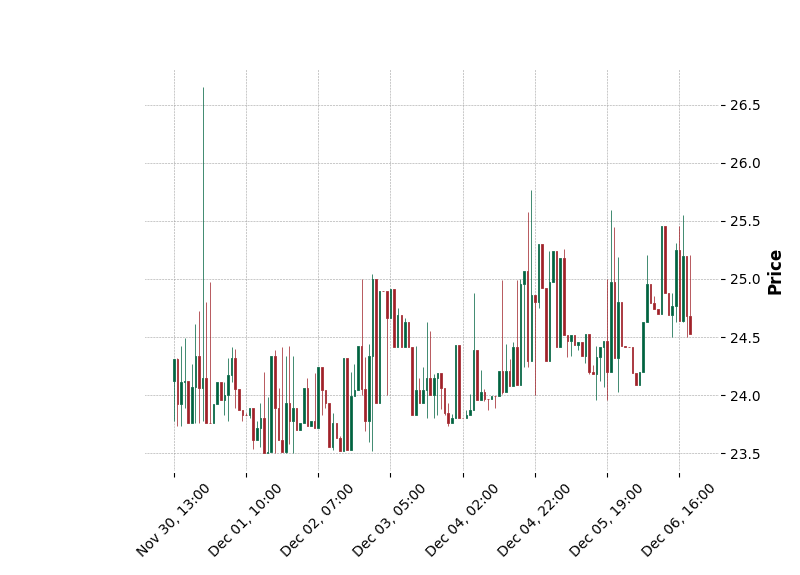 26.5
26.0
25.5
25.0
24.5
24.0
23.5
Price
Nov 30, 13:00
Dec 01, 10:00
Dec 02, 07:00
Dec 03, 05:00
Dec 04, 02:00
Dec 04, 22:00
Dec 05, 19:00
Dec 06, 16:00